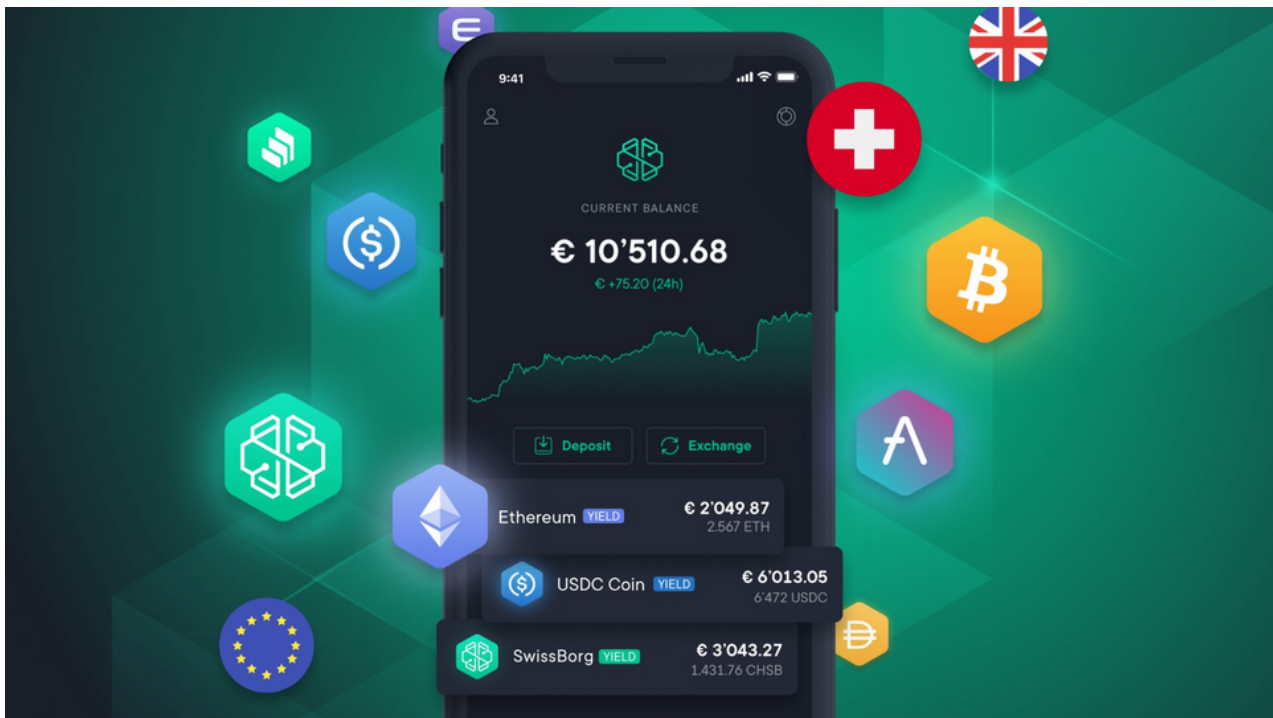 9:41
CURRENT BALANCE
€ 10'510.68
€ +75.20 (24h)
Deposit
Exchange
Ethereum YIELD
€ 2'049.87
2.567 ETH
USDC Coin YIELD
€ 6'013.05
6'472 USDC
SwissBorg YIELD
€ 3'043.27
1.431.76 CHSB